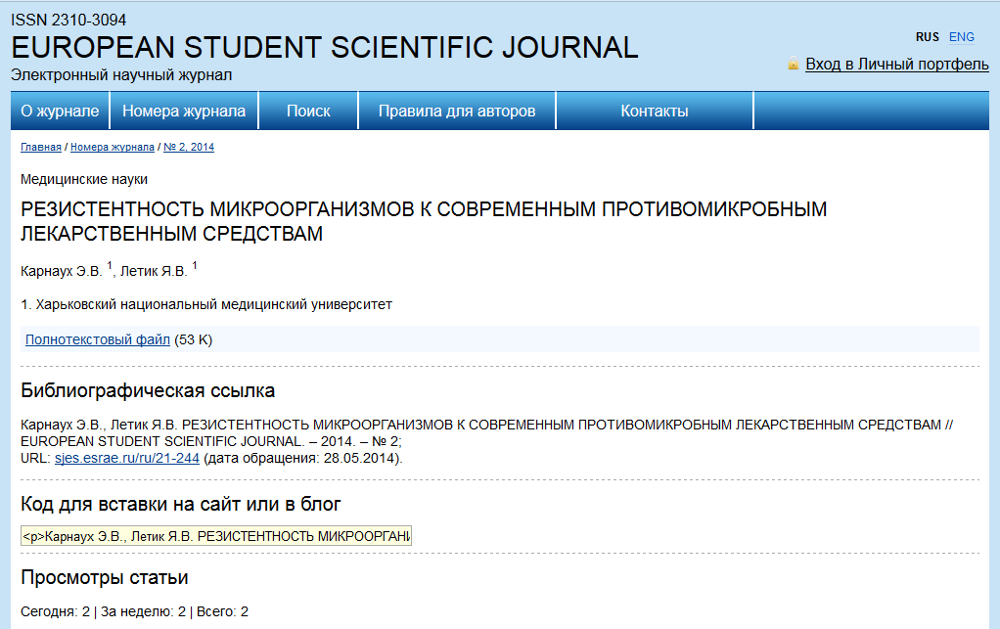 ISSN 2310-3094
EUROPEAN STUDENT SCIENTIFIC JOURNAL
Электронный научный журнал
RUS ENG
Вход в Личный портфель
О журнале Номера журнала Поиск Правила для авторов Контакты
Главная / Номера журнала / № 2, 2014
Медицинские науки
РЕЗИСТЕНТНОСТЬ МИКРООРГАНИЗМОВ К СОВРЕМЕННЫМ ПРОТИВОМИКРОБНЫМ
ЛЕКАРСТВЕННЫМ СРЕДСТВАМ
Карнаух Э.В. 1, Летик Я.В. 1
1. Харьковский национальный медицинский университет
Полнотекстовый файл (53 K)
Библиографическая ссылка
Карнаух Э.В., Летик Я.В. РЕЗИСТЕНТНОСТЬ МИКРООРГАНИЗМОВ К СОВРЕМЕННЫМ ПРОТИВОМИКРОБНЫМ ЛЕКАРСТВЕННЫМ СРЕДСТВАМ //
EUROPEAN STUDENT SCIENTIFIC JOURNAL. – 2014. – № 2;
URL: sjes.esrae.ru/ru/21-244 (дата обращения: 28.05.2014).
Код для вставки на сайт или в блог
<p>Карнаух Э.В., Летик Я.В. РЕЗИСТЕНТНОСТЬ МИКРООРГАНИ
Просмотры статьи
Сегодня: 2 | За неделю: 2 | Всего: 2